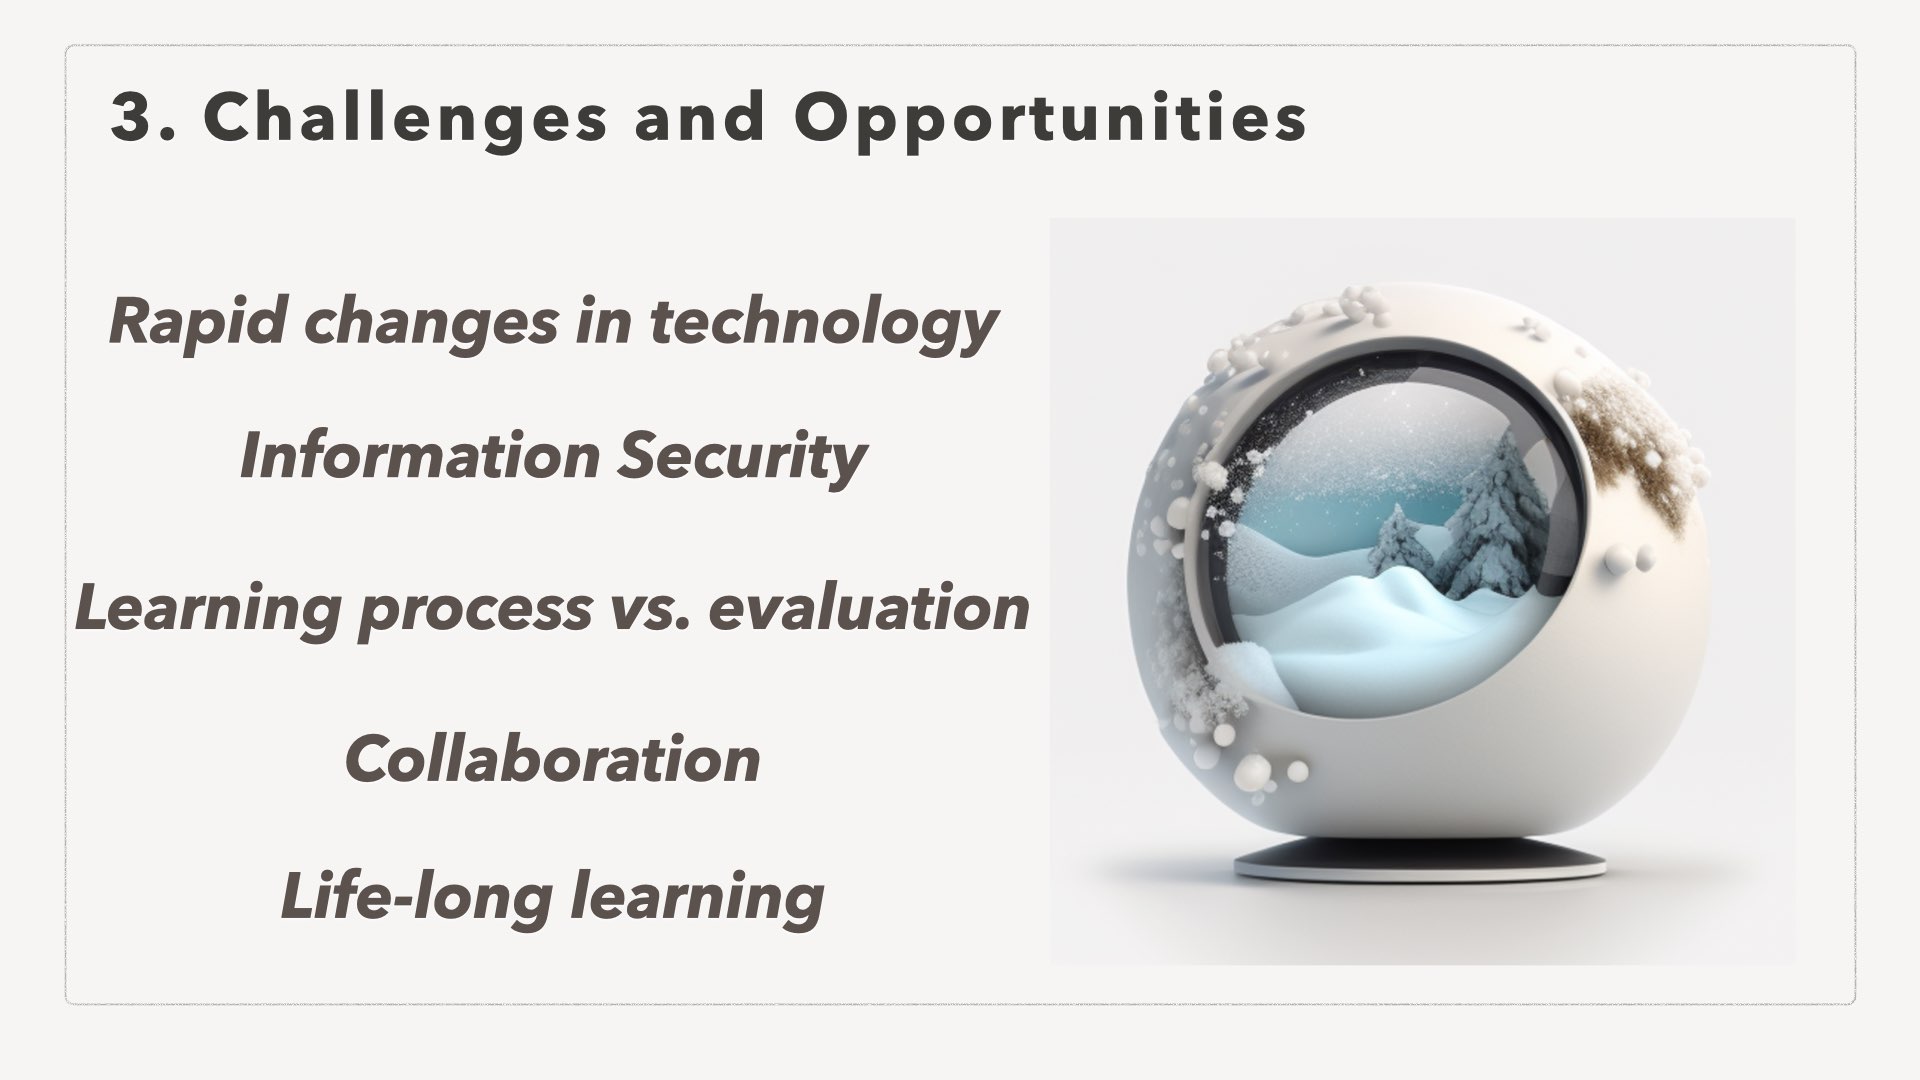 3. Challenges and Opportunities
Rapid changes in technology
Information Security
Learning process vs. evaluation
Collaboration
Life-long learning